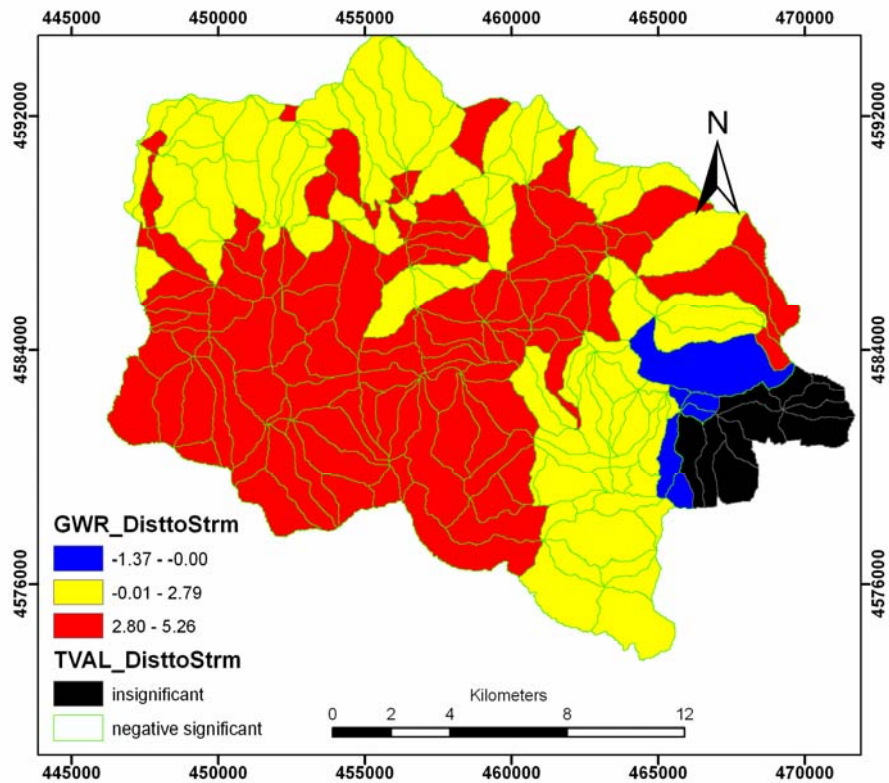 445000 450000 455000 460000 465000 470000
4592000 4592000
N
4584000 4584000
GWR_DisttoStrm
-1.37 - -0.00
-0.01 - 2.79
2.80 - 5.26
4576000 4576000
TVAL_DisttoStrm
insignificant
negative significant
Kilometers
0 2 4 8 12
445000 450000 455000 460000 465000 470000